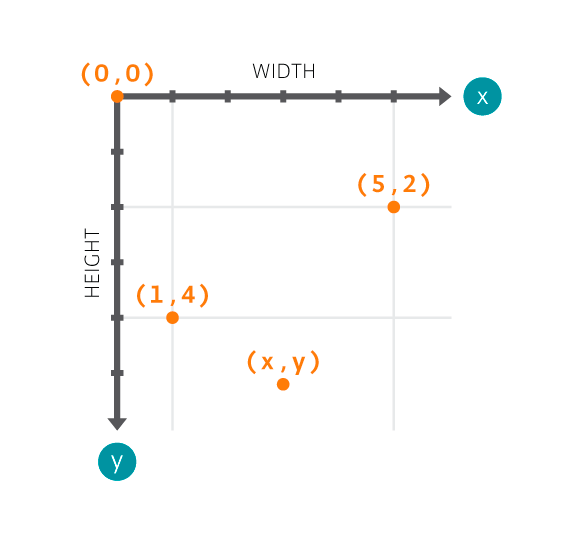 WIDTH
(0,0)
x
(5,2)
HEIGHT
(1,4)
(x,y)
y